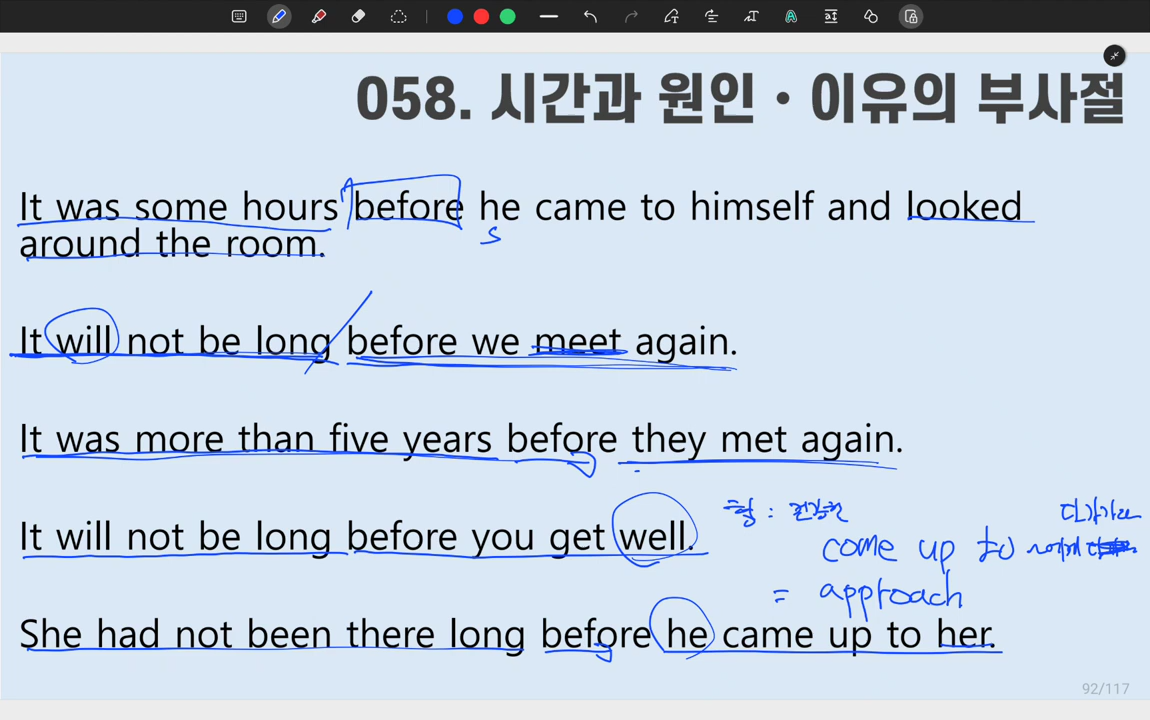 058. 시간과 원인・이유의 부사절
It was some hours before he came to himself and looked
S
around the room.
It will not be long before we meet again.
It was more than five years before they met again.
형 : 건강한
다가가다
It will not be long before you get well.
come up to ~에게
= approach
She had not been there long before he came up to her.
92/117